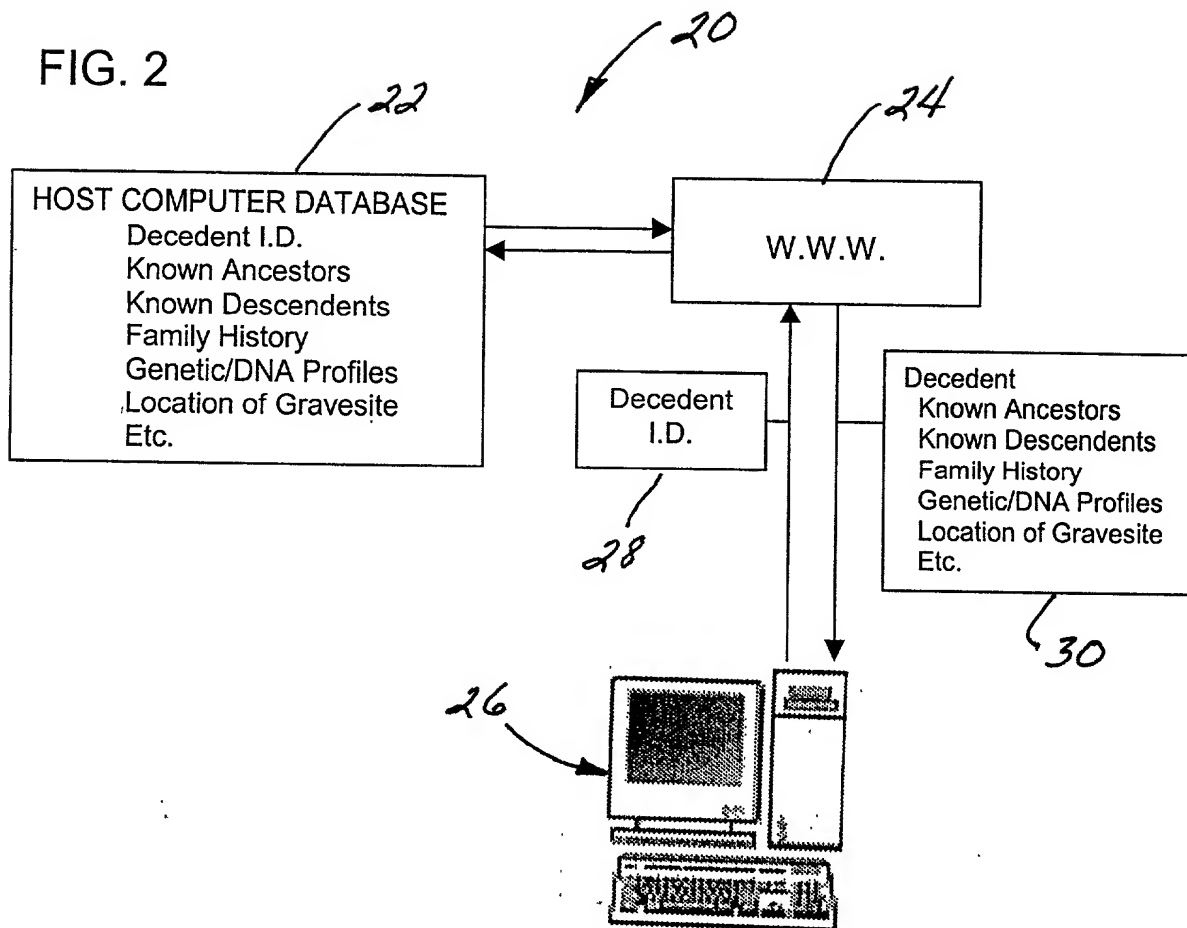 FIG. 2
20
22
24
HOST COMPUTER DATABASE
Decedent I.D.
Known Ancestors
Known Descendents
Family History
Genetic/DNA Profiles
Location of Gravesite
Etc.
W.W.W.
Decedent
I.D.
28
Decedent
Known Ancestors
Known Descendents
Family History
Genetic/DNA Profiles
Location of Gravesite
Etc.
30
26